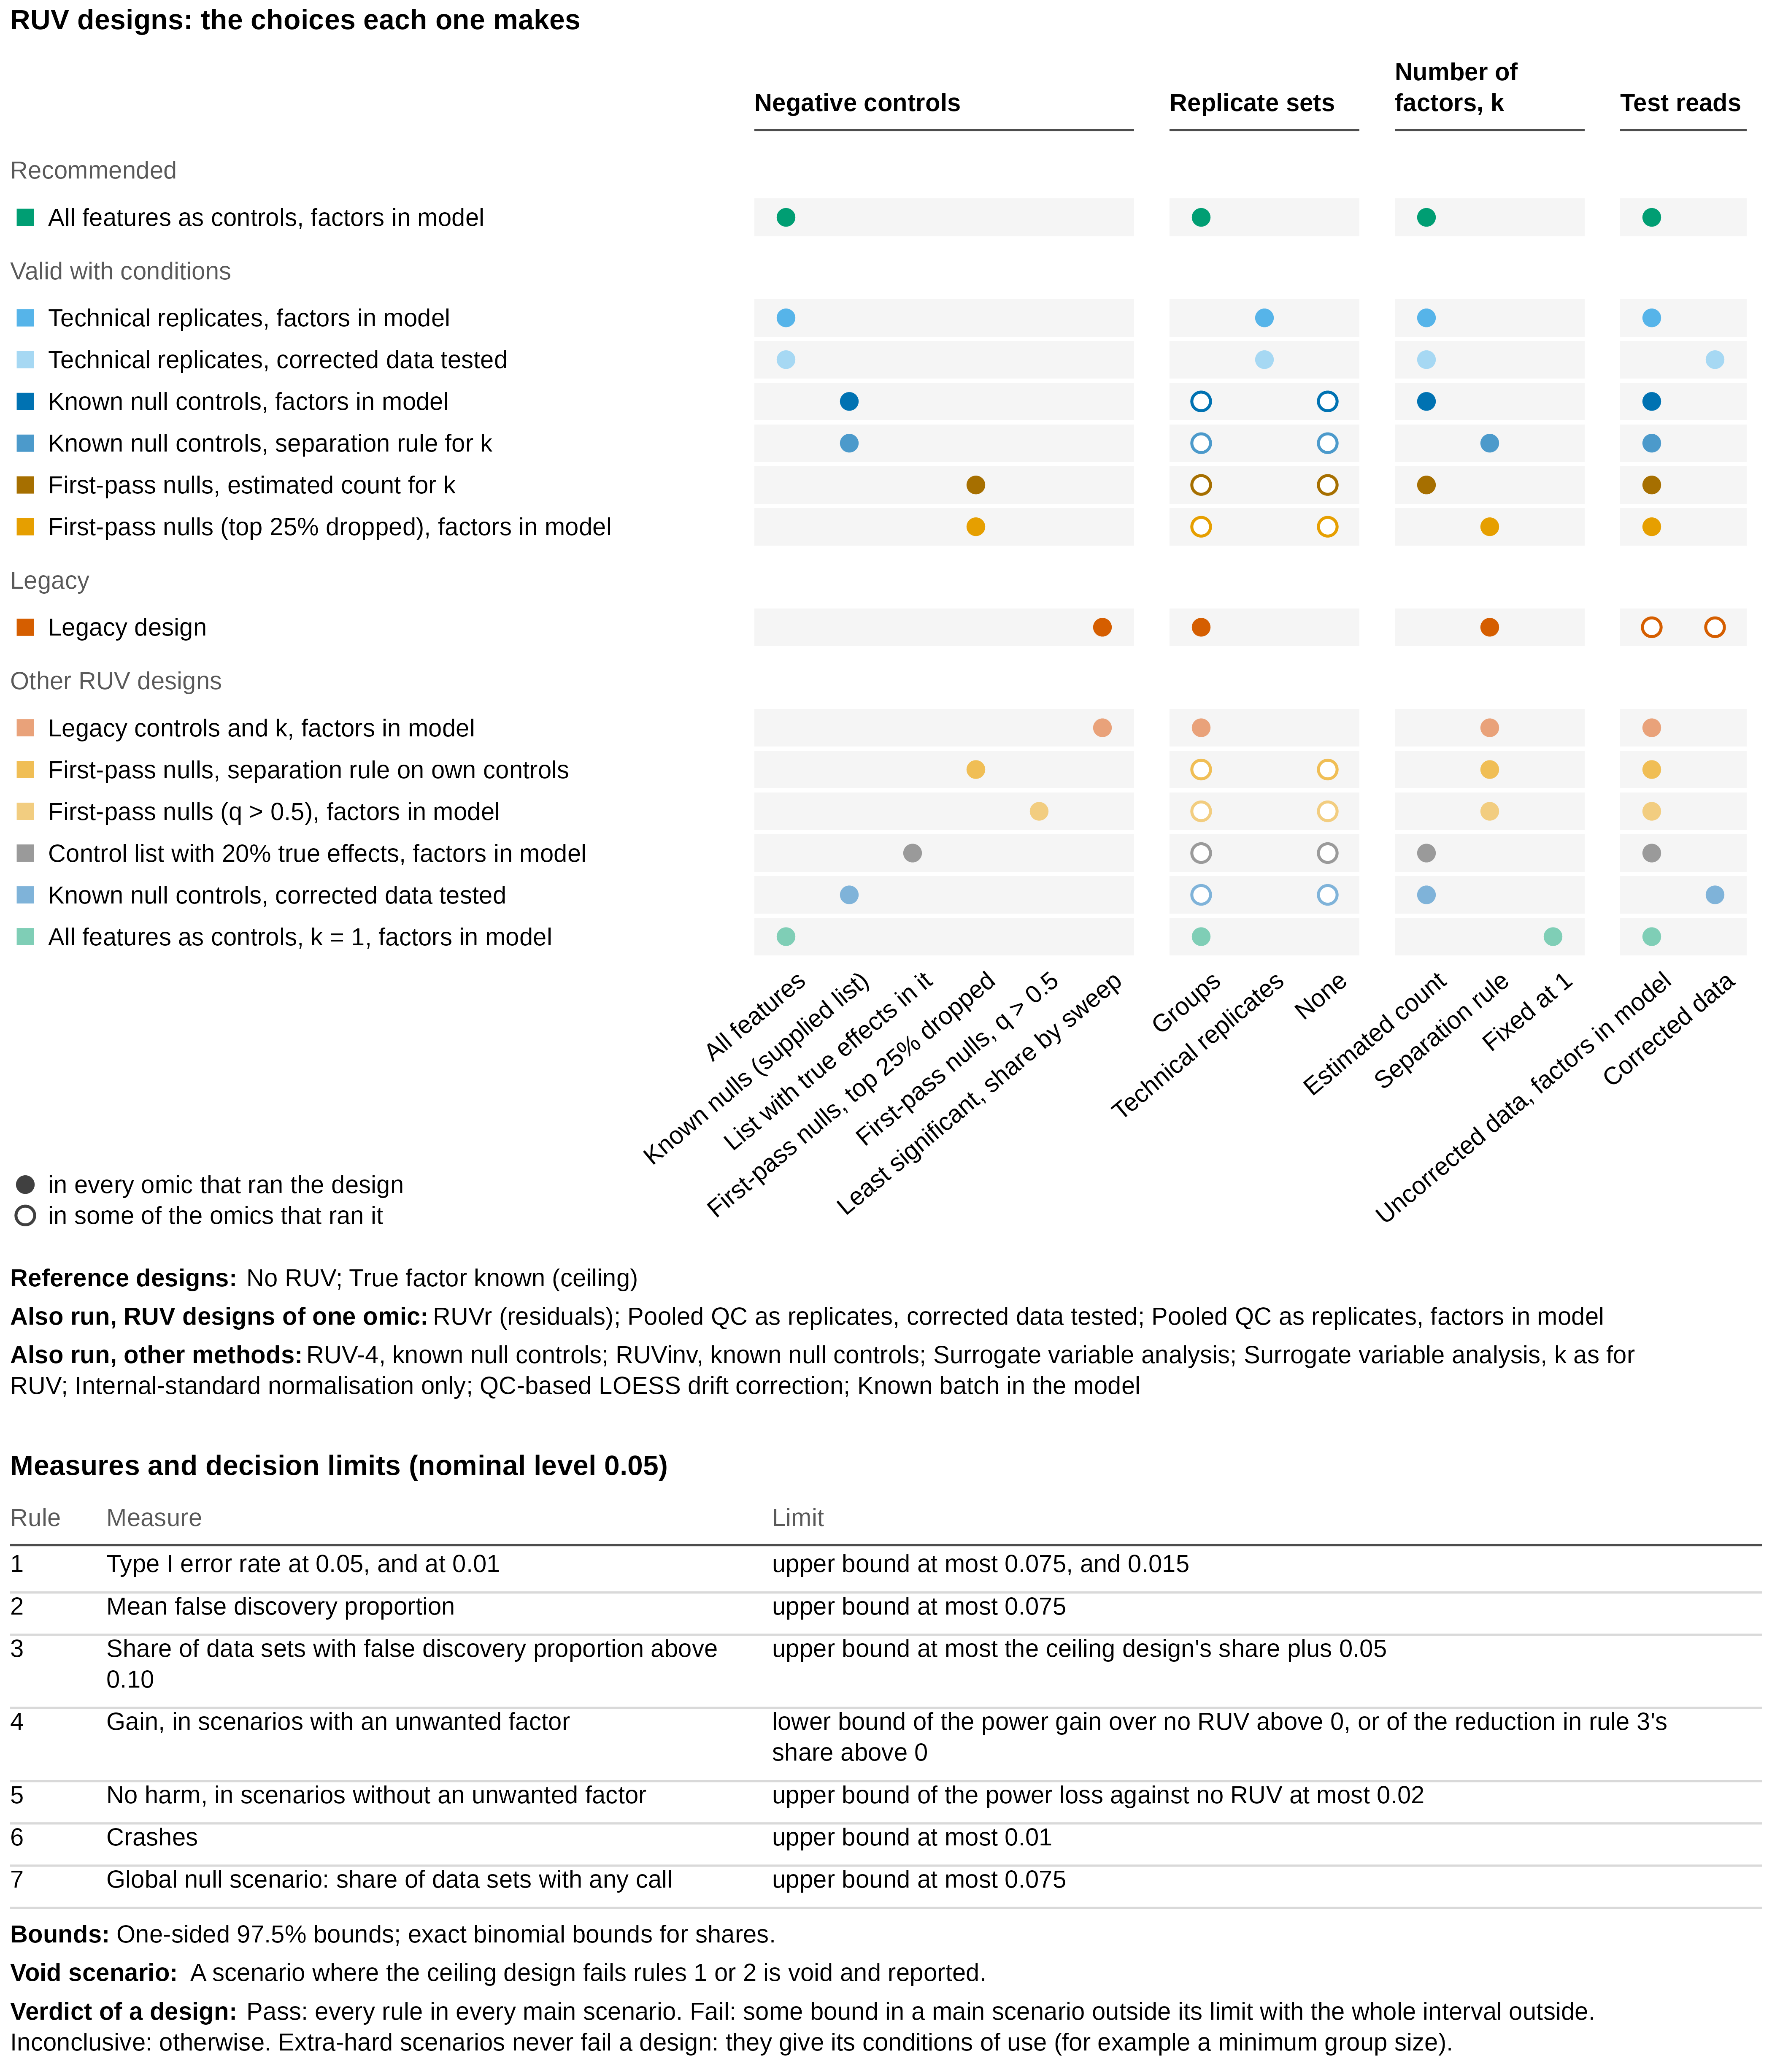 RUV designs: the choices each one makes
Number of
Negative controls Replicate sets factors, k Test reads
Recommended
All features as controls, factors in model
Valid with conditions
Technical replicates, factors in model
Technical replicates, corrected data tested
Known null controls, factors in model
Known null controls, separation rule for k
First-pass nulls, estimated count for k
First-pass nulls (top 25% dropped), factors in model
Legacy
Legacy design
Other RUV designs
Legacy controls and k, factors in model
First-pass nulls, separation rule on own controls
First-pass nulls (q > 0.5), factors in model
Control list with 20% true effects, factors in model
Known null controls, corrected data tested
All features as controls, k = 1, factors in model
All features
Known nulls (supplied list)
List with true effects in it
First-pass nulls, top 25% dropped
First-pass nulls, q > 0.5
Least significant, share by sweep
Groups
Technical replicates
None
Estimated count
Separation rule
Fixed at 1
Uncorrected data, factors in model
Corrected data
in every omic that ran the design
in some of the omics that ran it
Reference designs: No RUV; True factor known (ceiling)
Also run, RUV designs of one omic: RUVr (residuals); Pooled QC as replicates, corrected data tested; Pooled QC as replicates, factors in model
Also run, other methods: RUV-4, known null controls; RUVinv, known null controls; Surrogate variable analysis; Surrogate variable analysis, k as for
RUV; Internal-standard normalisation only; QC-based LOESS drift correction; Known batch in the model
Measures and decision limits (nominal level 0.05)
Rule Measure Limit
1 Type I error rate at 0.05, and at 0.01 upper bound at most 0.075, and 0.015
2 Mean false discovery proportion upper bound at most 0.075
3 Share of data sets with false discovery proportion above upper bound at most the ceiling design's share plus 0.05
0.10
4 Gain, in scenarios with an unwanted factor lower bound of the power gain over no RUV above 0, or of the reduction in rule 3's
share above 0
5 No harm, in scenarios without an unwanted factor upper bound of the power loss against no RUV at most 0.02
6 Crashes upper bound at most 0.01
7 Global null scenario: share of data sets with any call upper bound at most 0.075
Bounds: One-sided 97.5% bounds; exact binomial bounds for shares.
Void scenario: A scenario where the ceiling design fails rules 1 or 2 is void and reported.
Verdict of a design: Pass: every rule in every main scenario. Fail: some bound in a main scenario outside its limit with the whole interval outside.
Inconclusive: otherwise. Extra-hard scenarios never fail a design: they give its conditions of use (for example a minimum group size).